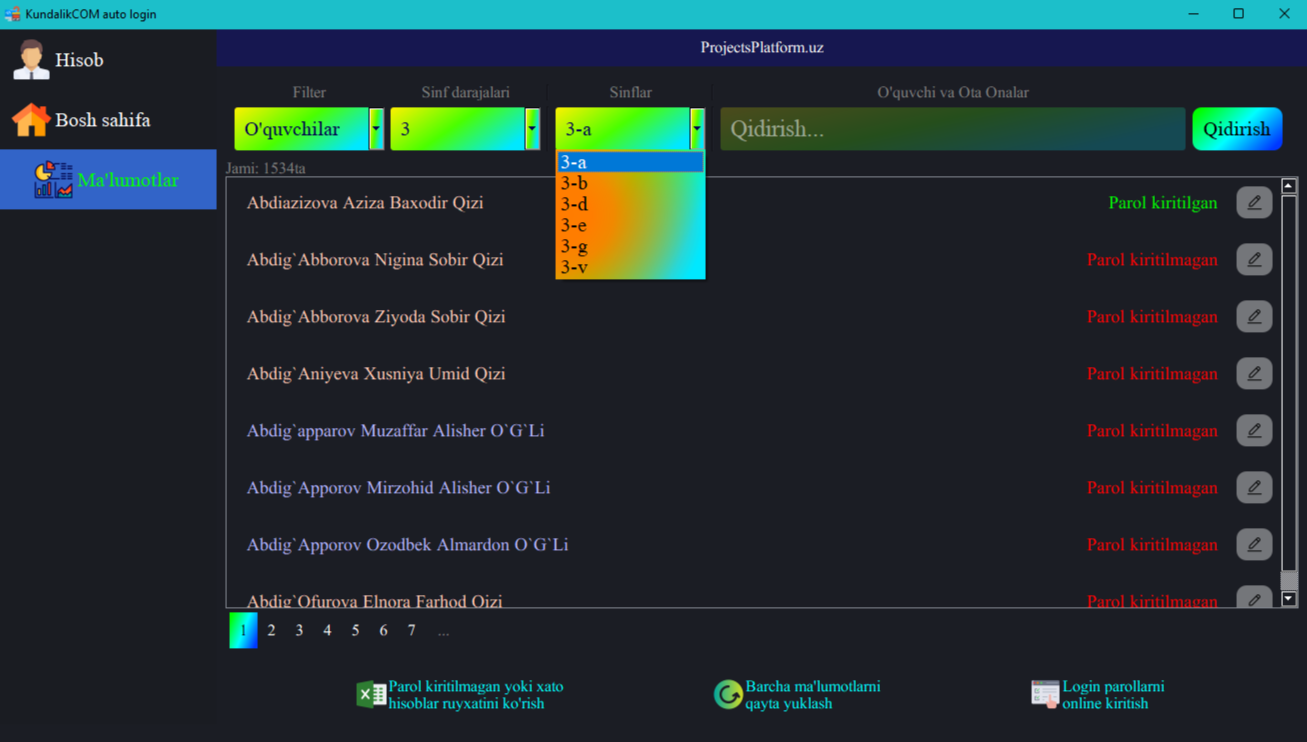 KundalikCOM auto login
Hisob
Bosh sahifa
Ma'lumotlar
ProjectsPlatform.uz
Filter
Sinf darajalari
Sinflar
O'quvchi va Ota Onalar
O'quvchilar
3
3-a
Qidirish...
Qidirish
3-a
3-b
3-d
3-e
3-g
3-v
Jami: 1534ta
Abdiazizova Aziza Baxodir Qizi Parol kiritilgan
Abdig`Abborova Nigina Sobir Qizi Parol kiritilmagan
Abdig`Abborova Ziyoda Sobir Qizi Parol kiritilmagan
Abdig`Aniyeva Xusniya Umid Qizi Parol kiritilmagan
Abdig`apparov Muzaffar Alisher O`G`Li Parol kiritilmagan
Abdig`Apporov Mirzohid Alisher O`G`Li Parol kiritilmagan
Abdig`Apporov Ozodbek Almardon O`G`Li Parol kiritilmagan
Abdig`Ofurova Elnora Farhod Qizi Parol kiritilmagan
1 2 3 4 5 6 7 ...
Parol kiritilmagan yoki xato
hisoblar ruyxatini ko'rish
Barcha ma'lumotlarni
qayta yuklash
Login parollarni
online kiritish